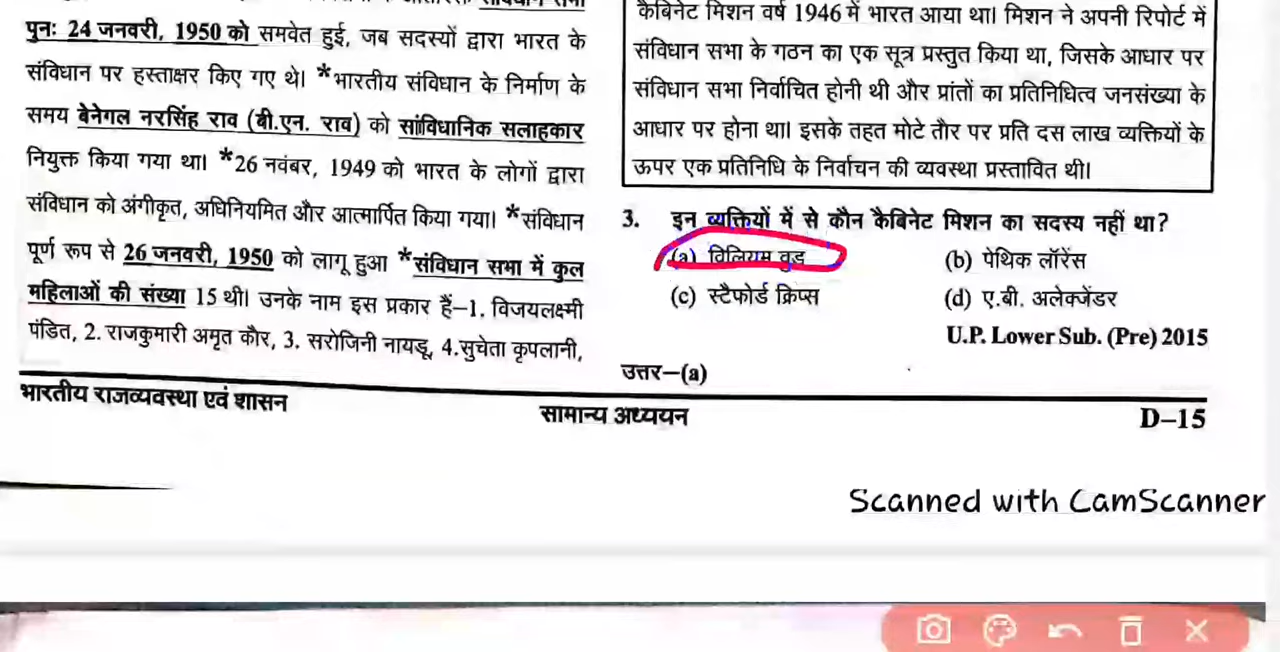 पुनः 24 जनवरी, 1950 को समवेत हुई, जब सदस्यों द्वारा भारत के
संविधान पर हस्ताक्षर किए गए थे। *भारतीय संविधान के निर्माण के
समय बेनेगल नरसिंह राव (बी.एन. राव) को सांविधानिक सलाहकार
नियुक्त किया गया था। *26 नवंबर, 1949 को भारत के लोगों द्वारा
संविधान को अंगीकृत, अधिनियमित और आत्मार्पित किया गया। *संविधान
पूर्ण रूप से 26 जनवरी, 1950 को लागू हुआ *संविधान सभा में कुल
महिलाओं की संख्या 15 थी। उनके नाम इस प्रकार हैं–1. विजयलक्ष्मी
पंडित, 2. राजकुमारी अमृत कौर, 3. सरोजिनी नायडू, 4.सुचेता कृपलानी,
कैबिनेट मिशन वर्ष 1946 में भारत आया था। मिशन ने अपनी रिपोर्ट में
संविधान सभा के गठन का एक सूत्र प्रस्तुत किया था, जिसके आधार पर
संविधान सभा निर्वाचित होनी थी और प्रांतों का प्रतिनिधित्व जनसंख्या के
आधार पर होना था। इसके तहत मोटे तौर पर प्रति दस लाख व्यक्तियों के
ऊपर एक प्रतिनिधि के निर्वाचन की व्यवस्था प्रस्तावित थी।
3. इन व्यक्तियों में से कौन कैबिनेट मिशन का सदस्य नहीं था?
(a) विलियम वुड (b) पेथिक लॉरेंस
(c) स्टैफोर्ड क्रिप्स (d) ए.बी. अलेक्जेंडर
U.P. Lower Sub. (Pre) 2015
उत्तर–(a)
भारतीय राजव्यवस्था एवं शासन सामान्य अध्ययन D–15
Scanned with CamScanner